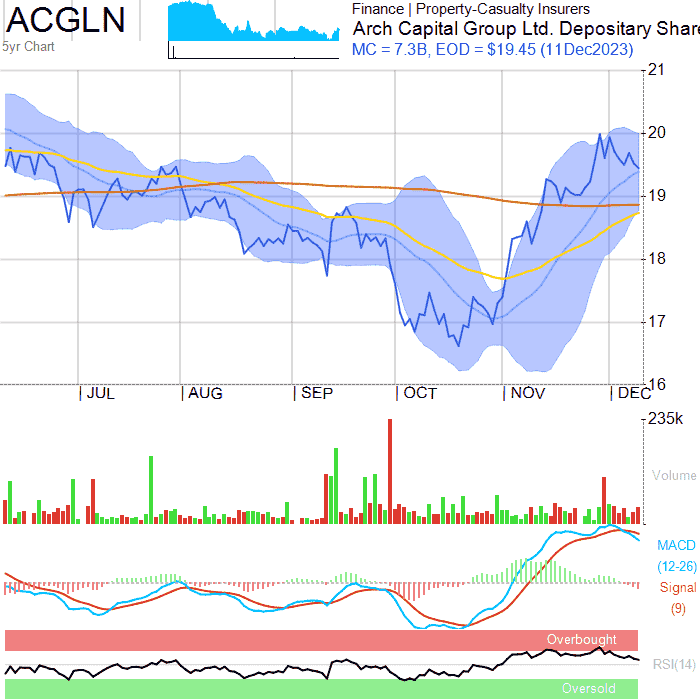 ACGLN
5yr Chart
Finance | Property-Casualty Insurers
Arch Capital Group Ltd. Depositary Share
MC = 7.3B, EOD = $19.45 (11Dec2023)
21
20
19
18
17
16
JUL AUG SEP OCT NOV DEC
235k
Volume
MACD
(12-26)
Signal
(9)
Overbought
RSI(14)
Oversold